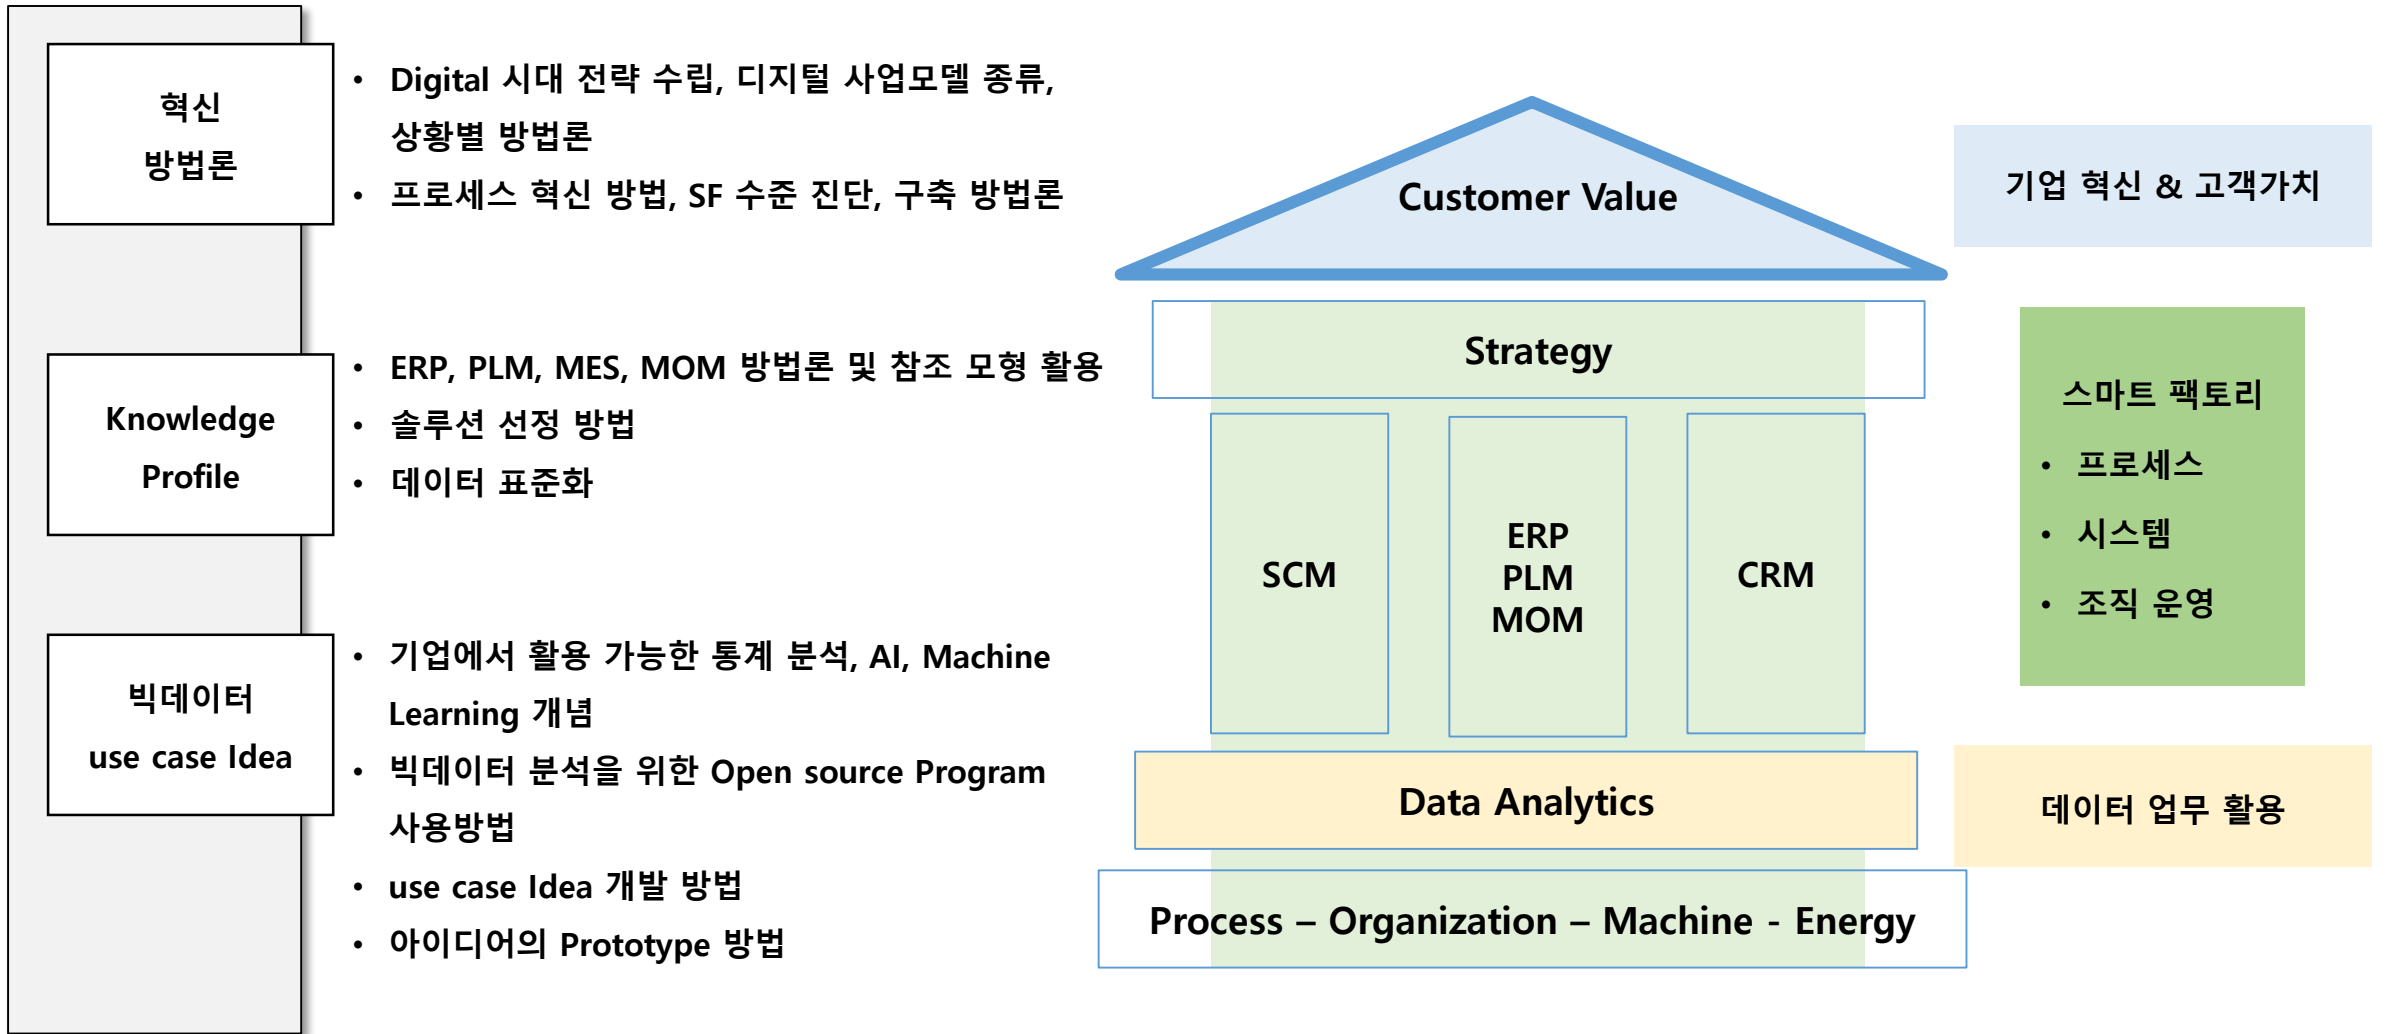 혁신
방법론
• Digital 시대 전략 수립, 디지털 사업모델 종류,
상황별 방법론
• 프로세스 혁신 방법, SF 수준 진단, 구축 방법론
Knowledge
Profile
• ERP, PLM, MES, MOM 방법론 및 참조 모형 활용
• 솔루션 선정 방법
• 데이터 표준화
빅데이터
use case Idea
• 기업에서 활용 가능한 통계 분석, AI, Machine
Learning 개념
• 빅데이터 분석을 위한 Open source Program
사용방법
• use case Idea 개발 방법
• 아이디어의 Prototype 방법
Customer Value
Strategy
SCM
ERP
PLM
MOM
CRM
Data Analytics
Process – Organization – Machine - Energy
기업 혁신 & 고객가치
스마트 팩토리
• 프로세스
• 시스템
• 조직 운영
데이터 업무 활용